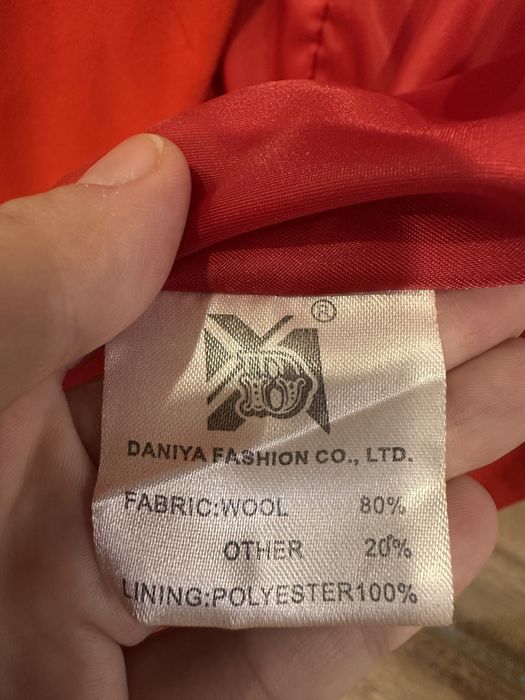 ®
DANIYA FASHION CO., LTD.
FABRIC:WOOL 80%
OTHER 20%
LINING:POLYESTER100%